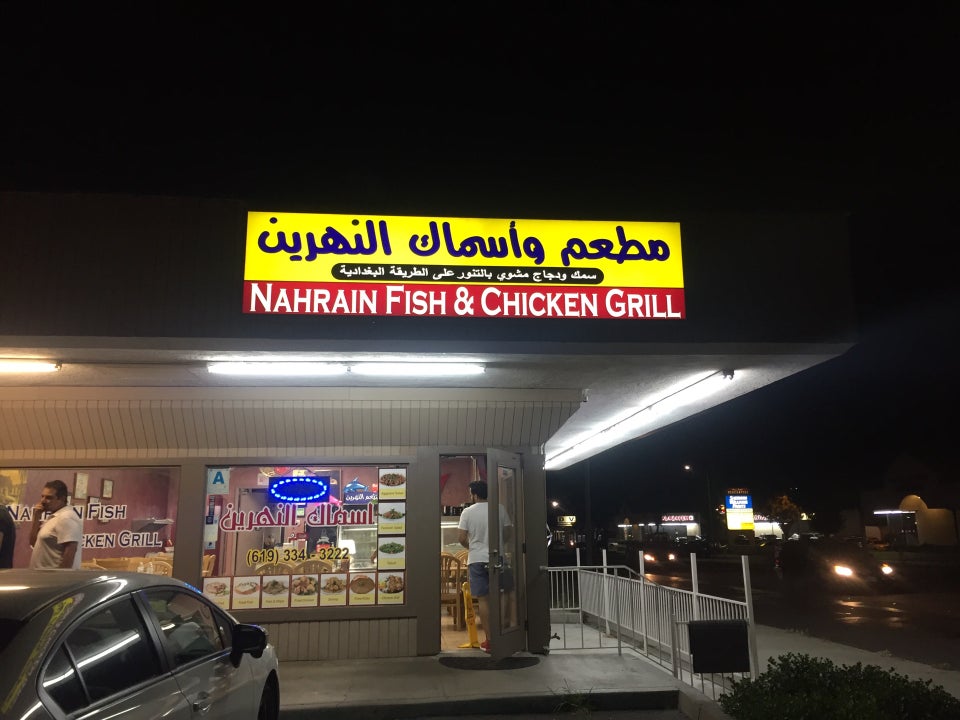 مطعم وأسماك النهرين
سمك ودجاج مشوي بالتنور على الطريقة البغدادية
NAHRAIN FISH & CHICKEN GRILL
A
اسماك النهرين
(619) 334-3222
FISH
CKEN GRILL